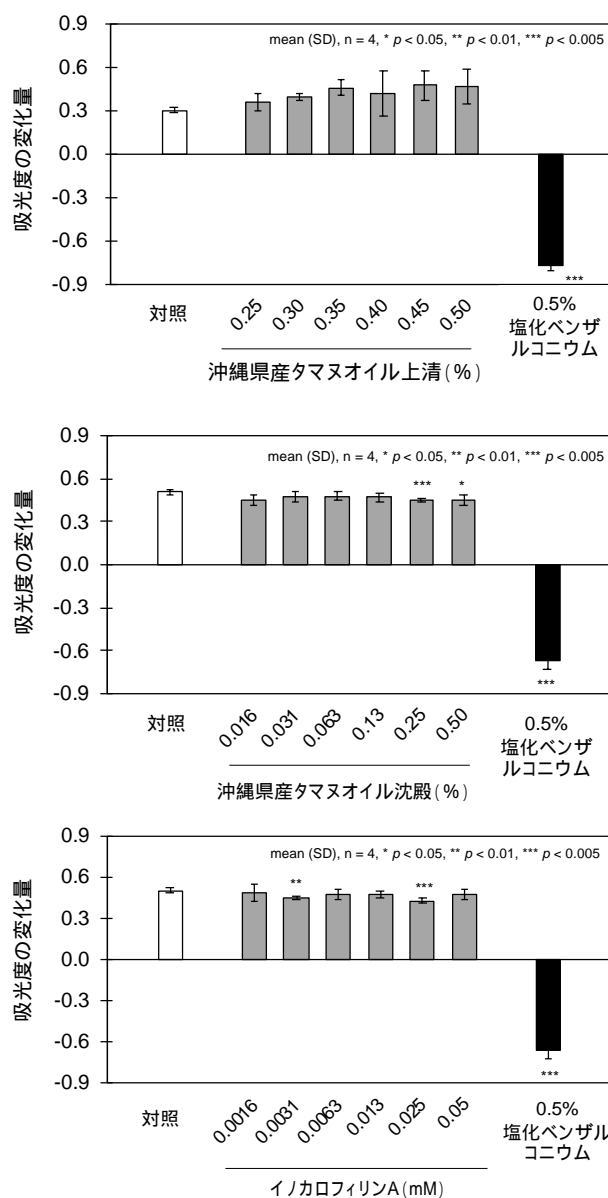 0.9
mean (SD), n = 4, * p < 0.05, ** p < 0.01, *** p < 0.005
0.6
0.3
0.0
-0.3
-0.6
-0.9
吸光度の変化量
***
対照
0.25
0.30
0.35
0.40
0.45
0.50
0.5%
塩化ベンザ
ルコニウム
沖縄県産タマヌオイル上清(%)
0.9
mean (SD), n = 4, * p < 0.05, ** p < 0.01, *** p < 0.005
0.6
0.3
0.0
-0.3
-0.6
-0.9
吸光度の変化量
***
*
***
対照
0.016
0.031
0.063
0.13
0.25
0.50
0.5%
塩化ベンザ
ルコニウム
沖縄県産タマヌオイル沈殿(%)
0.9
mean (SD), n = 4, * p < 0.05, ** p < 0.01, *** p < 0.005
0.6
0.3
0.0
-0.3
-0.6
-0.9
吸光度の変化量
**
***
***
対照
0.0016
0.0031
0.0063
0.013
0.025
0.05
0.5%
塩化ベンザル
コニウム
イノカロフィリンA(mM)